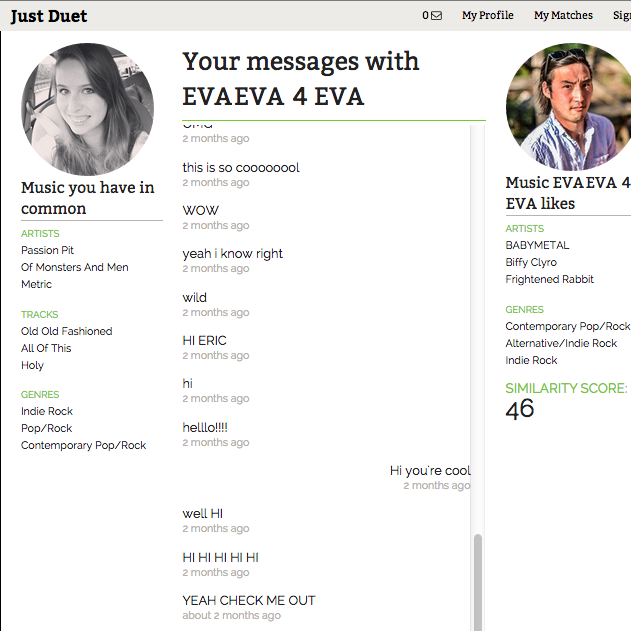 Just Duet
0
My Profile
My Matches
Your messages with
EVAEVA 4 EVA
Music you have in
common
ARTISTS
Passion Pit
Of Monsters And Men
Metric
TRACKS
Old Old Fashioned
All Of This
Holy
GENRES
Indie Rock
Pop/Rock
Contemporary Pop/Rock
2 months ago
this is so coooooool
2 months ago
WOW
2 months ago
yeah i know right
2 months ago
wild
2 months ago
HI ERIC
2 months ago
hi
2 months ago
helllo!!!!
2 months ago
Hi you're cool
2 months ago
well HI
2 months ago
HI HI HI HI HI
2 months ago
YEAH CHECK ME OUT
about 2 months ago
Music EVAEVA 4
EVA likes
ARTISTS
BABYMETAL
Biffy Clyro
Frightened Rabbit
GENRES
Contemporary Pop/Rock
Alternative/Indie Rock
Indie Rock
SIMILARITY SCORE:
46